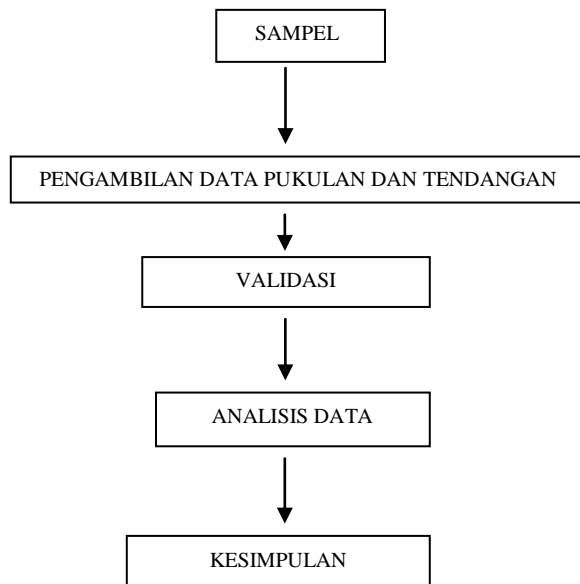 SAMPEL
PENGAMBILAN DATA PUKULAN DAN TENDANGAN
VALIDASI
ANALISIS DATA
KESIMPULAN